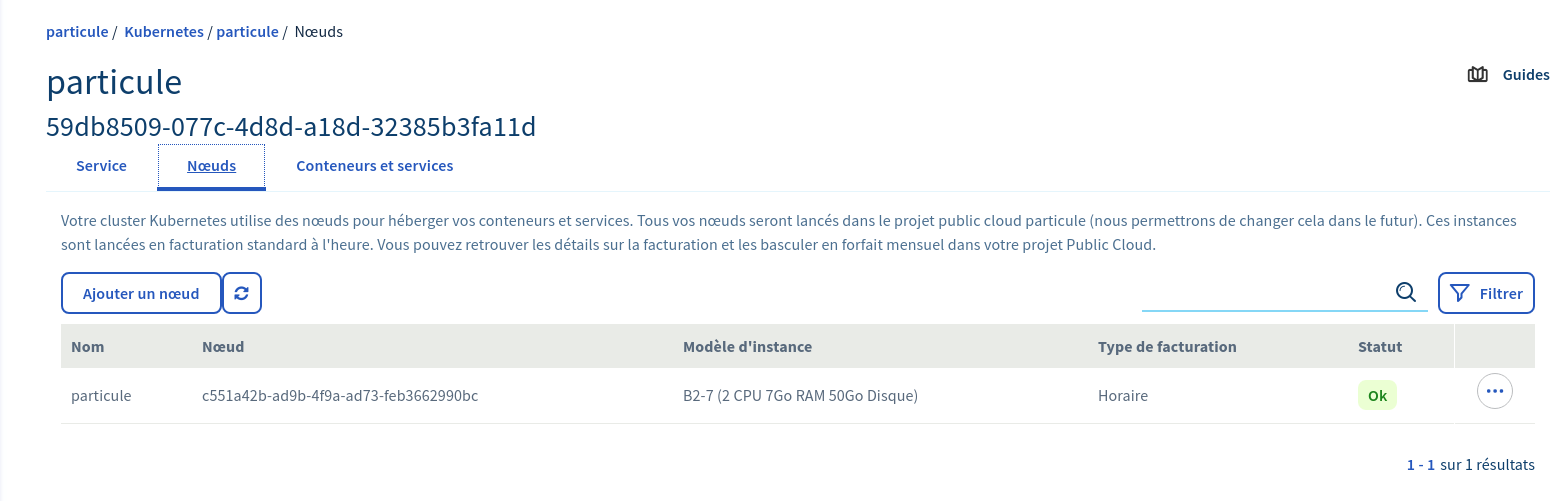 particule / Kubernetes / particule / Nœuds
particule
Guides
59db8509-077c-4d8d-a18d-32385b3fa11d
Service Nœuds Conteneurs et services
Votre cluster Kubernetes utilise des nœuds pour héberger vos conteneurs et services. Tous vos nœuds seront lancés dans le projet public cloud particule (nous permettrons de changer cela dans le futur). Ces instances
sont lancées en facturation standard à l'heure. Vous pouvez retrouver les détails sur la facturation et les basculer en forfait mensuel dans votre projet Public Cloud.
Ajouter un nœud Filtrer
Nom Nœud Modèle d'instance Type de facturation Statut
particule c551a42b-ad9b-4f9a-ad73-feb3662990bc B2-7 (2 CPU 7Go RAM 50Go Disque) Horaire Ok
1 - 1 sur 1 résultats